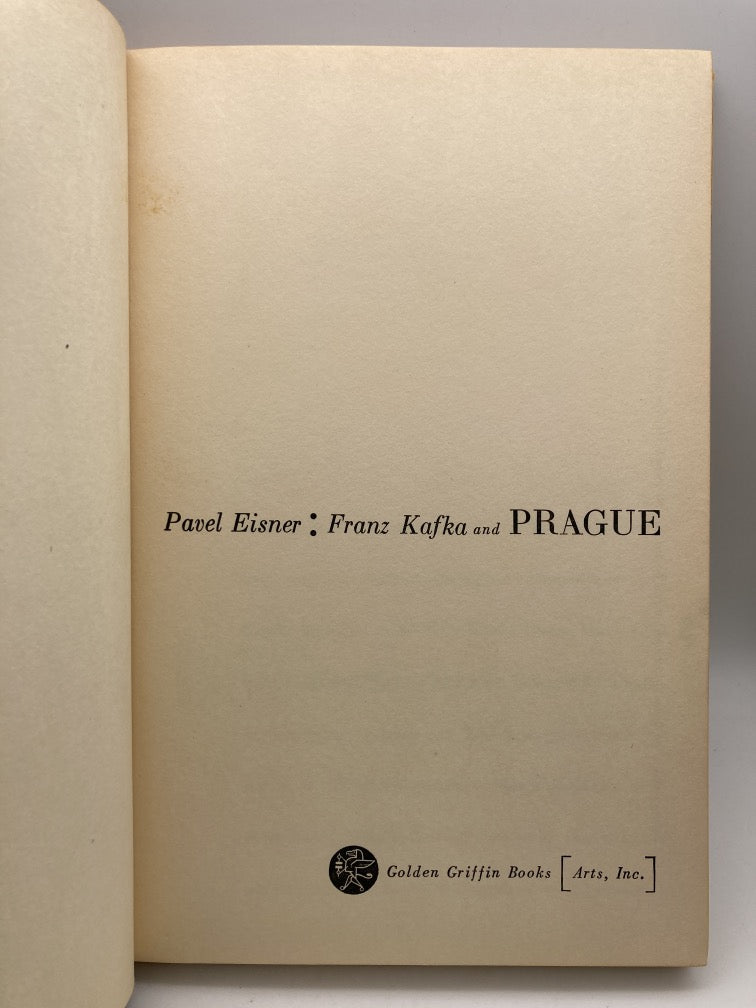 Pavel Eisner: Franz Kafka and PRAGUE
Golden Griffin Books [Arts, Inc.]